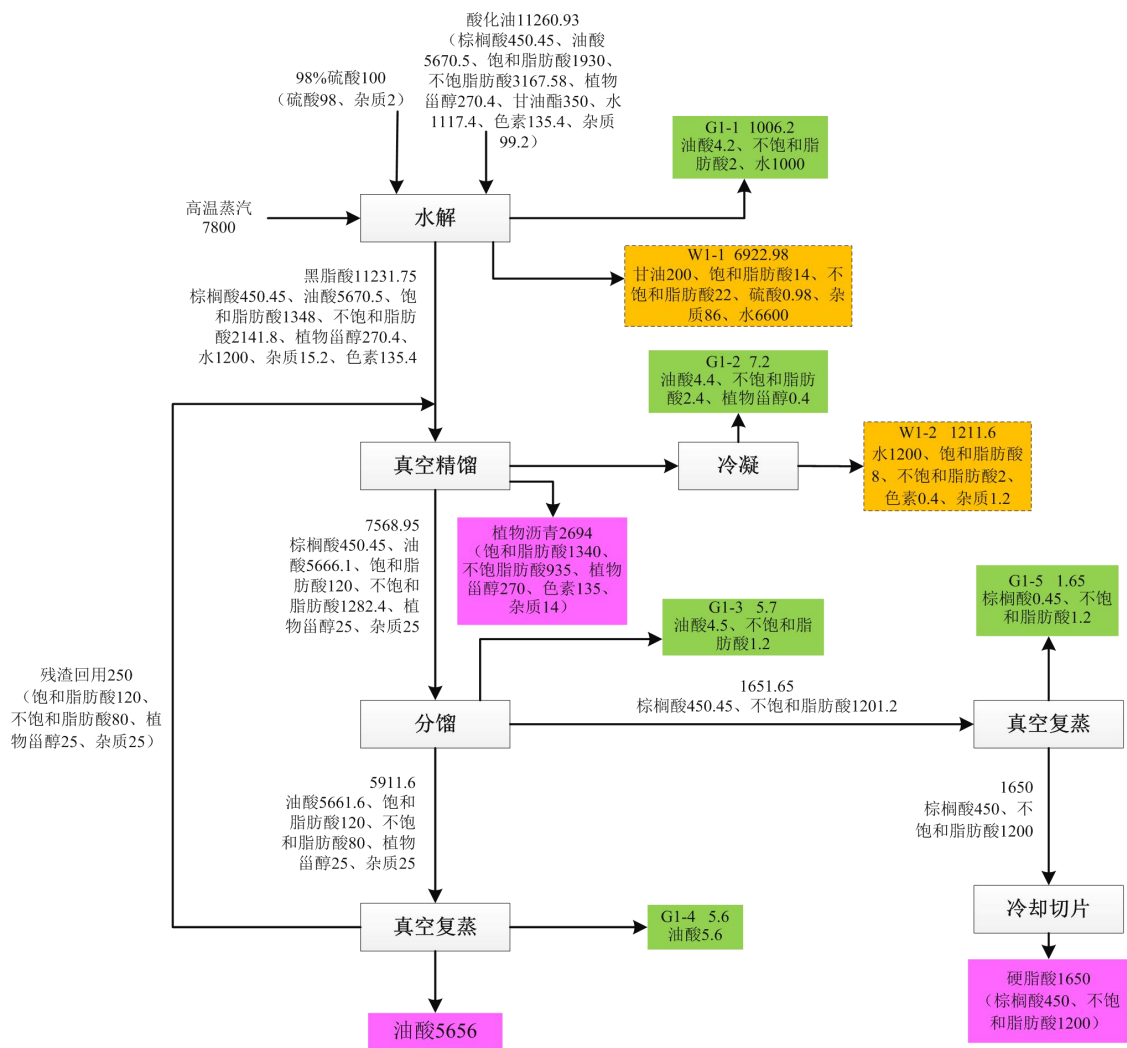 酸化油11260.93
（棕榈酸450.45、油酸
5670.5、饱和脂肪酸1930、
不饱脂肪酸3167.58、植物
甾醇270.4、甘油酯350、水
1117.4、色素135.4、杂质
99.2）
98%硫酸100
（硫酸98、杂质2）
G1-1 1006.2
油酸4.2、不饱和脂
肪酸2、水1000
高温蒸汽
7800
水解
W1-1 6922.98
甘油200、饱和脂肪酸14、不
饱和脂肪酸22、硫酸0.98、杂
质86、水6600
黑脂酸11231.75
棕榈酸450.45、油酸5670.5、饱
和脂肪酸1348、不饱和脂肪
酸2141.8、植物甾醇270.4、
水1200、杂质15.2、色素135.4
G1-2 7.2
油酸4.4、不饱和脂肪
酸2.4、植物甾醇0.4
真空精馏
冷凝
W1-2 1211.6
水1200、饱和脂肪酸
8、不饱和脂肪酸2、
色素0.4、杂质1.2
植物沥青2694
（饱和脂肪酸1340、
不饱脂肪酸935、植物
甾醇270、色素135、
杂质14）
7568.95
棕榈酸450.45、油
酸5666.1、饱和脂
肪酸120、不饱和
脂肪酸1282.4、植
物甾醇25、杂质25
G1-3 5.7
油酸4.5、不饱和脂
肪酸1.2
G1-5 1.65
棕榈酸0.45、不饱
和脂肪酸1.2
残渣回用250
（饱和脂肪酸120、
不饱和脂肪酸80、植
物甾醇25、杂质25）
分馏
1651.65
棕榈酸450.45、不饱和脂肪酸1201.2
真空复蒸
5911.6
油酸5661.6、饱和
脂肪酸120、不饱
和脂肪酸80、植物
甾醇25、杂质25
1650
棕榈酸450、不
饱和脂肪酸1200
真空复蒸
G1-4 5.6
油酸5.6
冷却切片
油酸5656
硬脂酸1650
（棕榈酸450、不饱
和脂肪酸1200）